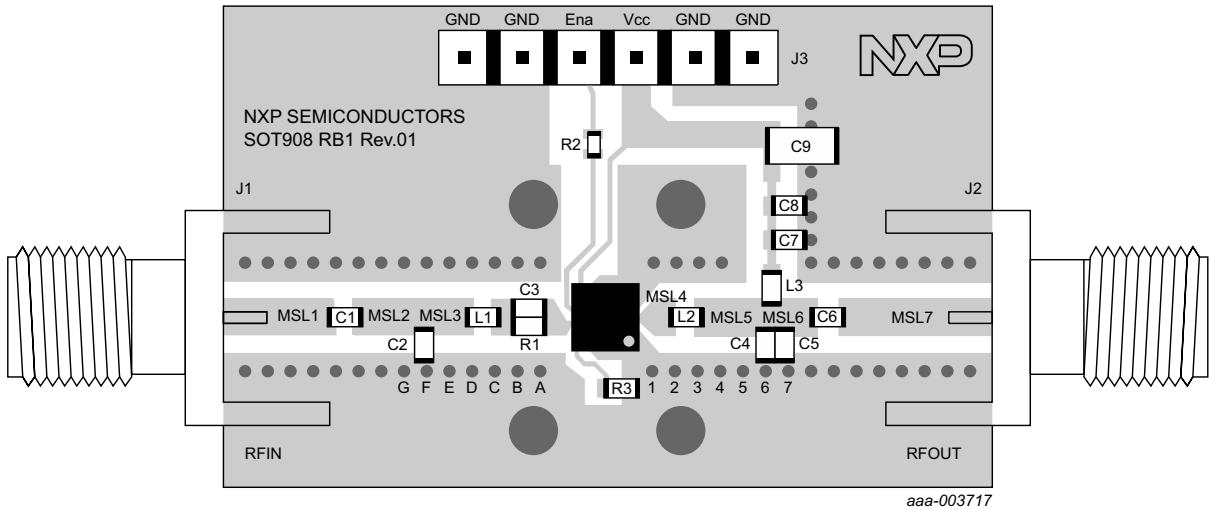 GND GND Ena Vcc GND GND
J3
NXP
NXP SEMICONDUCTORS
SOT908 RB1 Rev.01
R2
C9
J1
J2
C8
C7
L3
C3
MSL4
MSL1 C1 MSL2 MSL3 L1
L2 MSL5 MSL6 C6 MSL7
C2
R1
C4 C5
R3
G F E D C B A
1 2 3 4 5 6 7
RFIN
RFOUT
aaa-003717